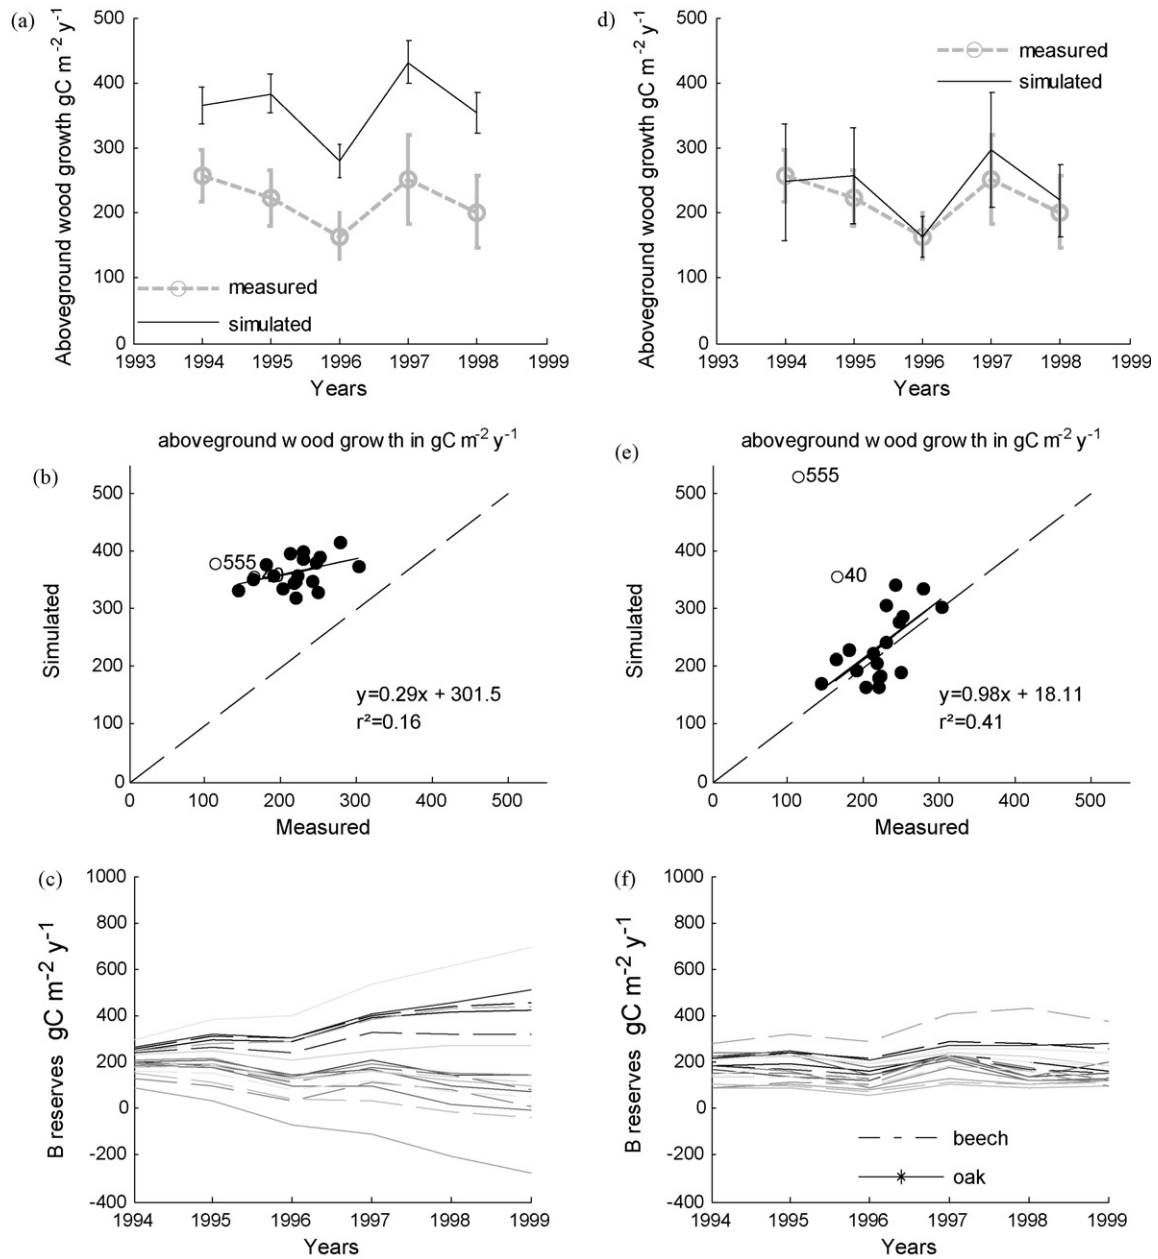 (a)
Aboveground wood growth gC m⁻² y⁻¹
500
400
300
200
100
0
measured
simulated
1993 1994 1995 1996 1997 1998 1999
Years
d)
Aboveground wood growth gC m⁻² y⁻¹
500
400
300
200
100
0
measured
simulated
1993 1994 1995 1996 1997 1998 1999
Years
(b)
aboveground wood growth in gC m⁻² y⁻¹
Simulated
500
400
300
200
100
0
555
40
y=0.29x + 301.5
r²=0.16
0 100 200 300 400 500
Measured
(e)
aboveground wood growth in gC m⁻² y⁻¹
Simulated
500
400
300
200
100
0
555
40
y=0.98x + 18.11
r²=0.41
0 100 200 300 400 500
Measured
(c)
B reserves gC m⁻² y⁻¹
1000
800
600
400
200
0
-200
-400
1994 1995 1996 1997 1998 1999
Years
(f)
B reserves gC m⁻² y⁻¹
1000
800
600
400
200
0
-200
-400
beech
oak
1994 1995 1996 1997 1998 1999
Years